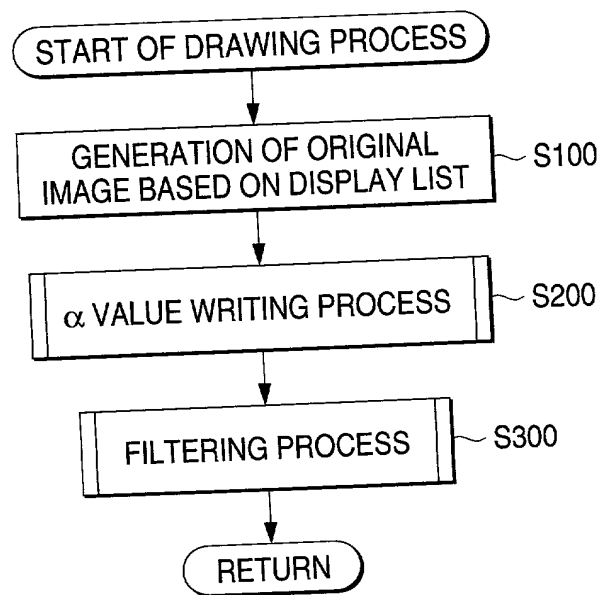 START OF DRAWING PROCESS
GENERATION OF ORIGINAL
IMAGE BASED ON DISPLAY LIST
S100
α VALUE WRITING PROCESS
S200
FILTERING PROCESS
S300
RETURN